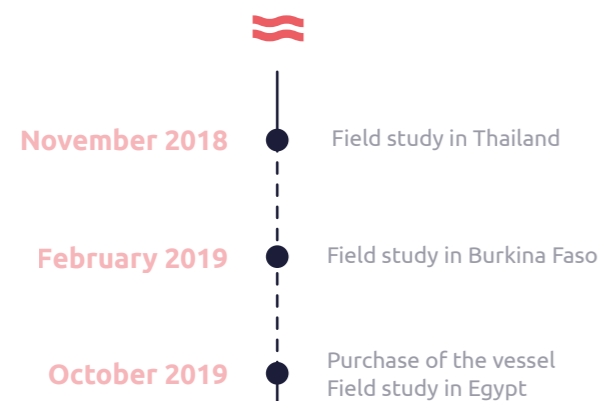 November 2018
Field study in Thailand
February 2019
Field study in Burkina Faso
October 2019
Purchase of the vessel
Field study in Egypt